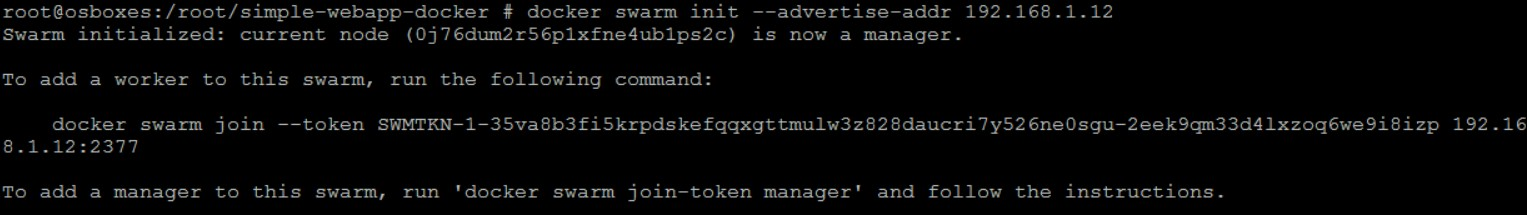 root@osboxes:/root/simple-webapp-docker # docker swarm init --advertise-addr 192.168.1.12
Swarm initialized: current node (0j76dum2r56p1xfne4ub1ps2c) is now a manager.
To add a worker to this swarm, run the following command:
docker swarm join --token SWMTKN-1-35va8b3fi5krpdskefqqxgttmulw3z828daucri7y526ne0sgu-2eek9qm33d4lxzoq6we9i8izp 192.16
8.1.12:2377
To add a manager to this swarm, run 'docker swarm join-token manager' and follow the instructions.